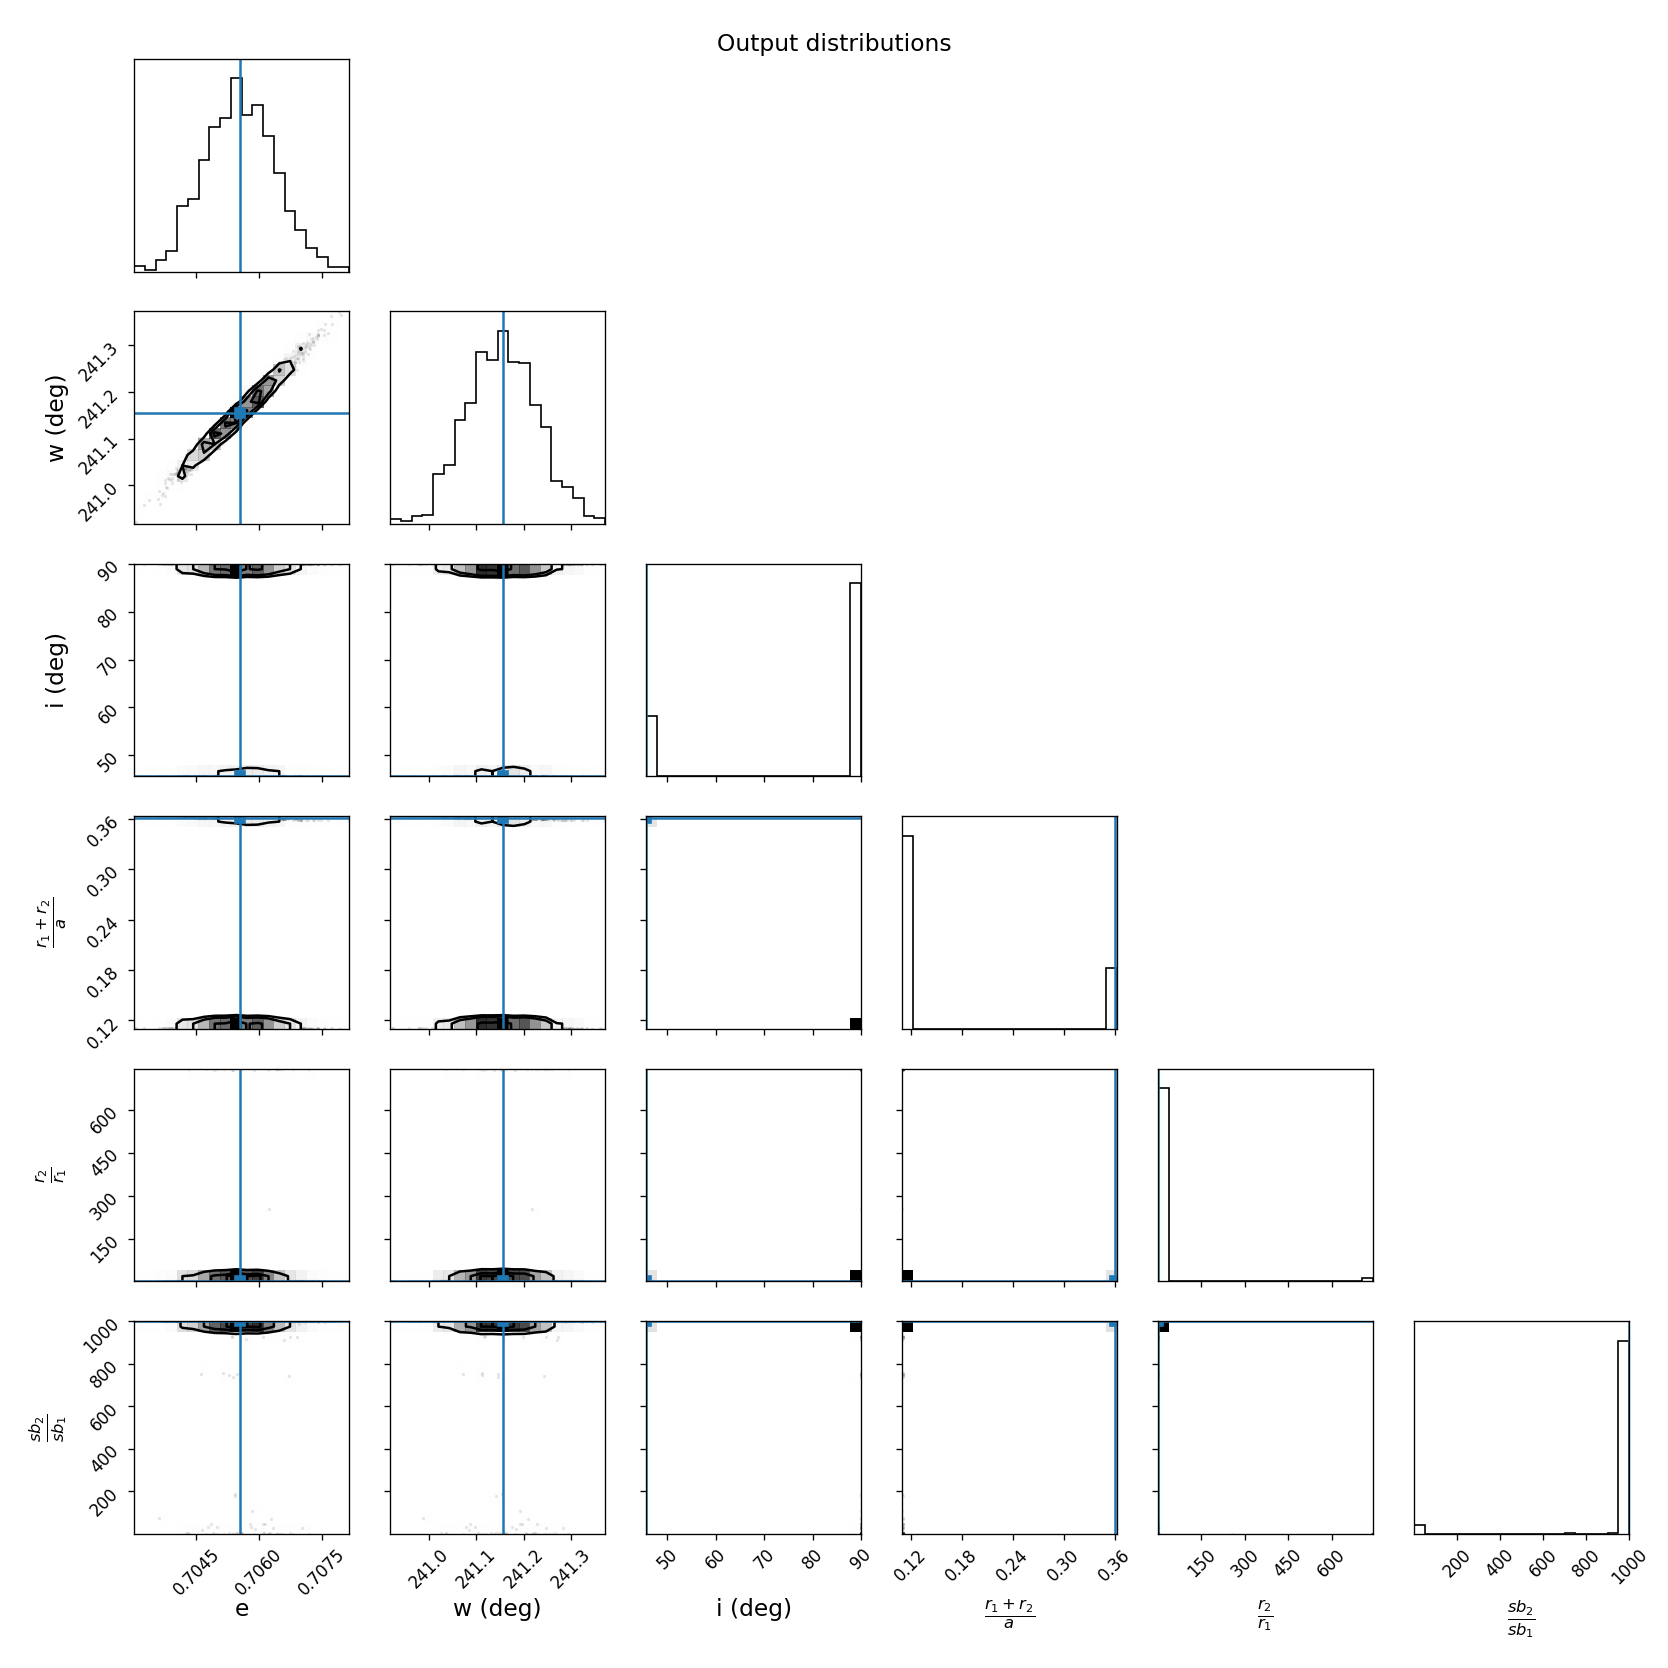 Output distributions
w (deg)
241.3
241.2
241.1
241.0
i (deg)
90
80
70
60
50
r₁ + r₂
a
0.36
0.30
0.24
0.18
0.12
r₂
r₁
600
450
300
150
sb₂
sb₁
1000
800
600
400
200
0.7045 0.7060 0.7075
241.0 241.1 241.2 241.3
50 60 70 80 90
0.12 0.18 0.24 0.30 0.36
150 300 450 600
200 400 600 800 1000
e
w (deg)
i (deg)
r₁ + r₂
a
r₂
r₁
sb₂
sb₁